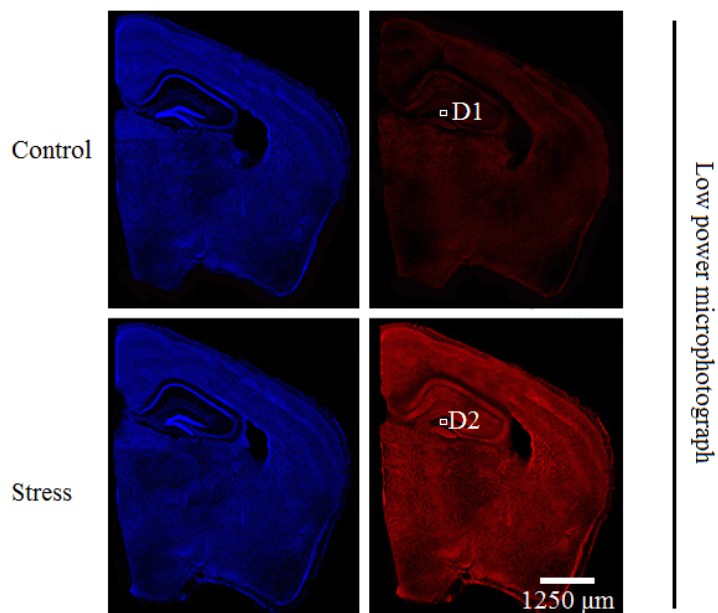 Control
D1
Low power microphotograph
D2
Stress
1250 μm